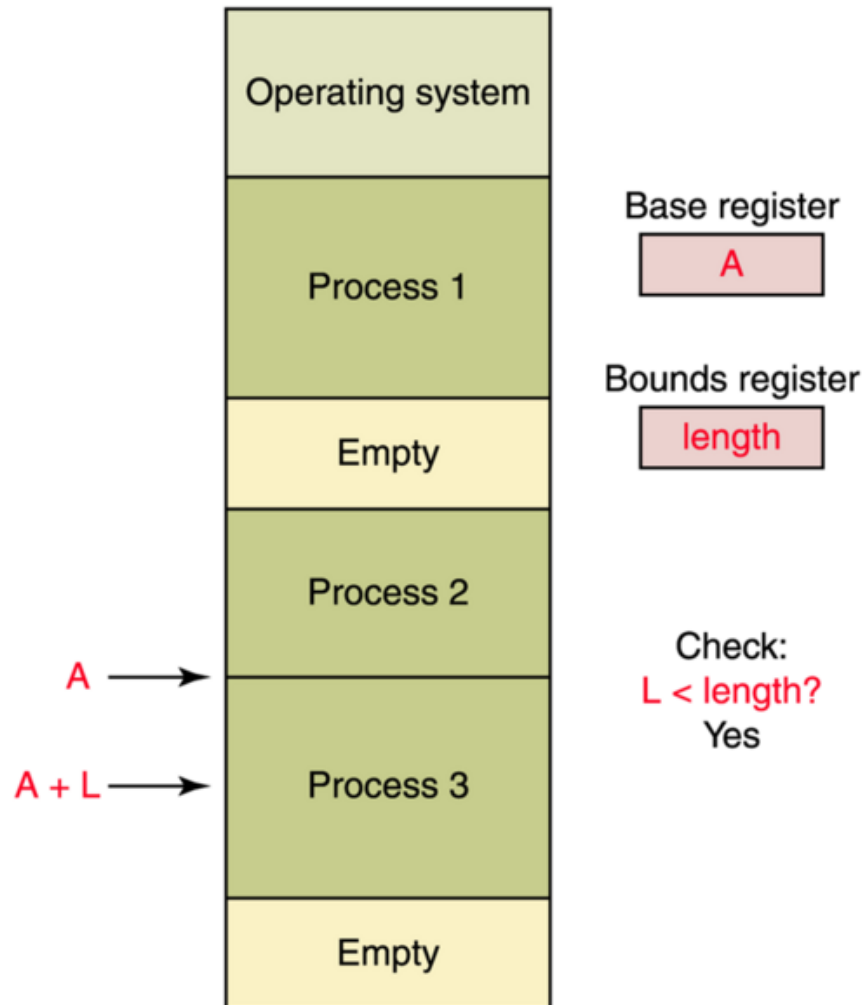 Operating system
Base register
A
Process 1
Bounds register
length
Empty
Process 2
Check:
L < length?
Yes
A
A + L
Process 3
Empty